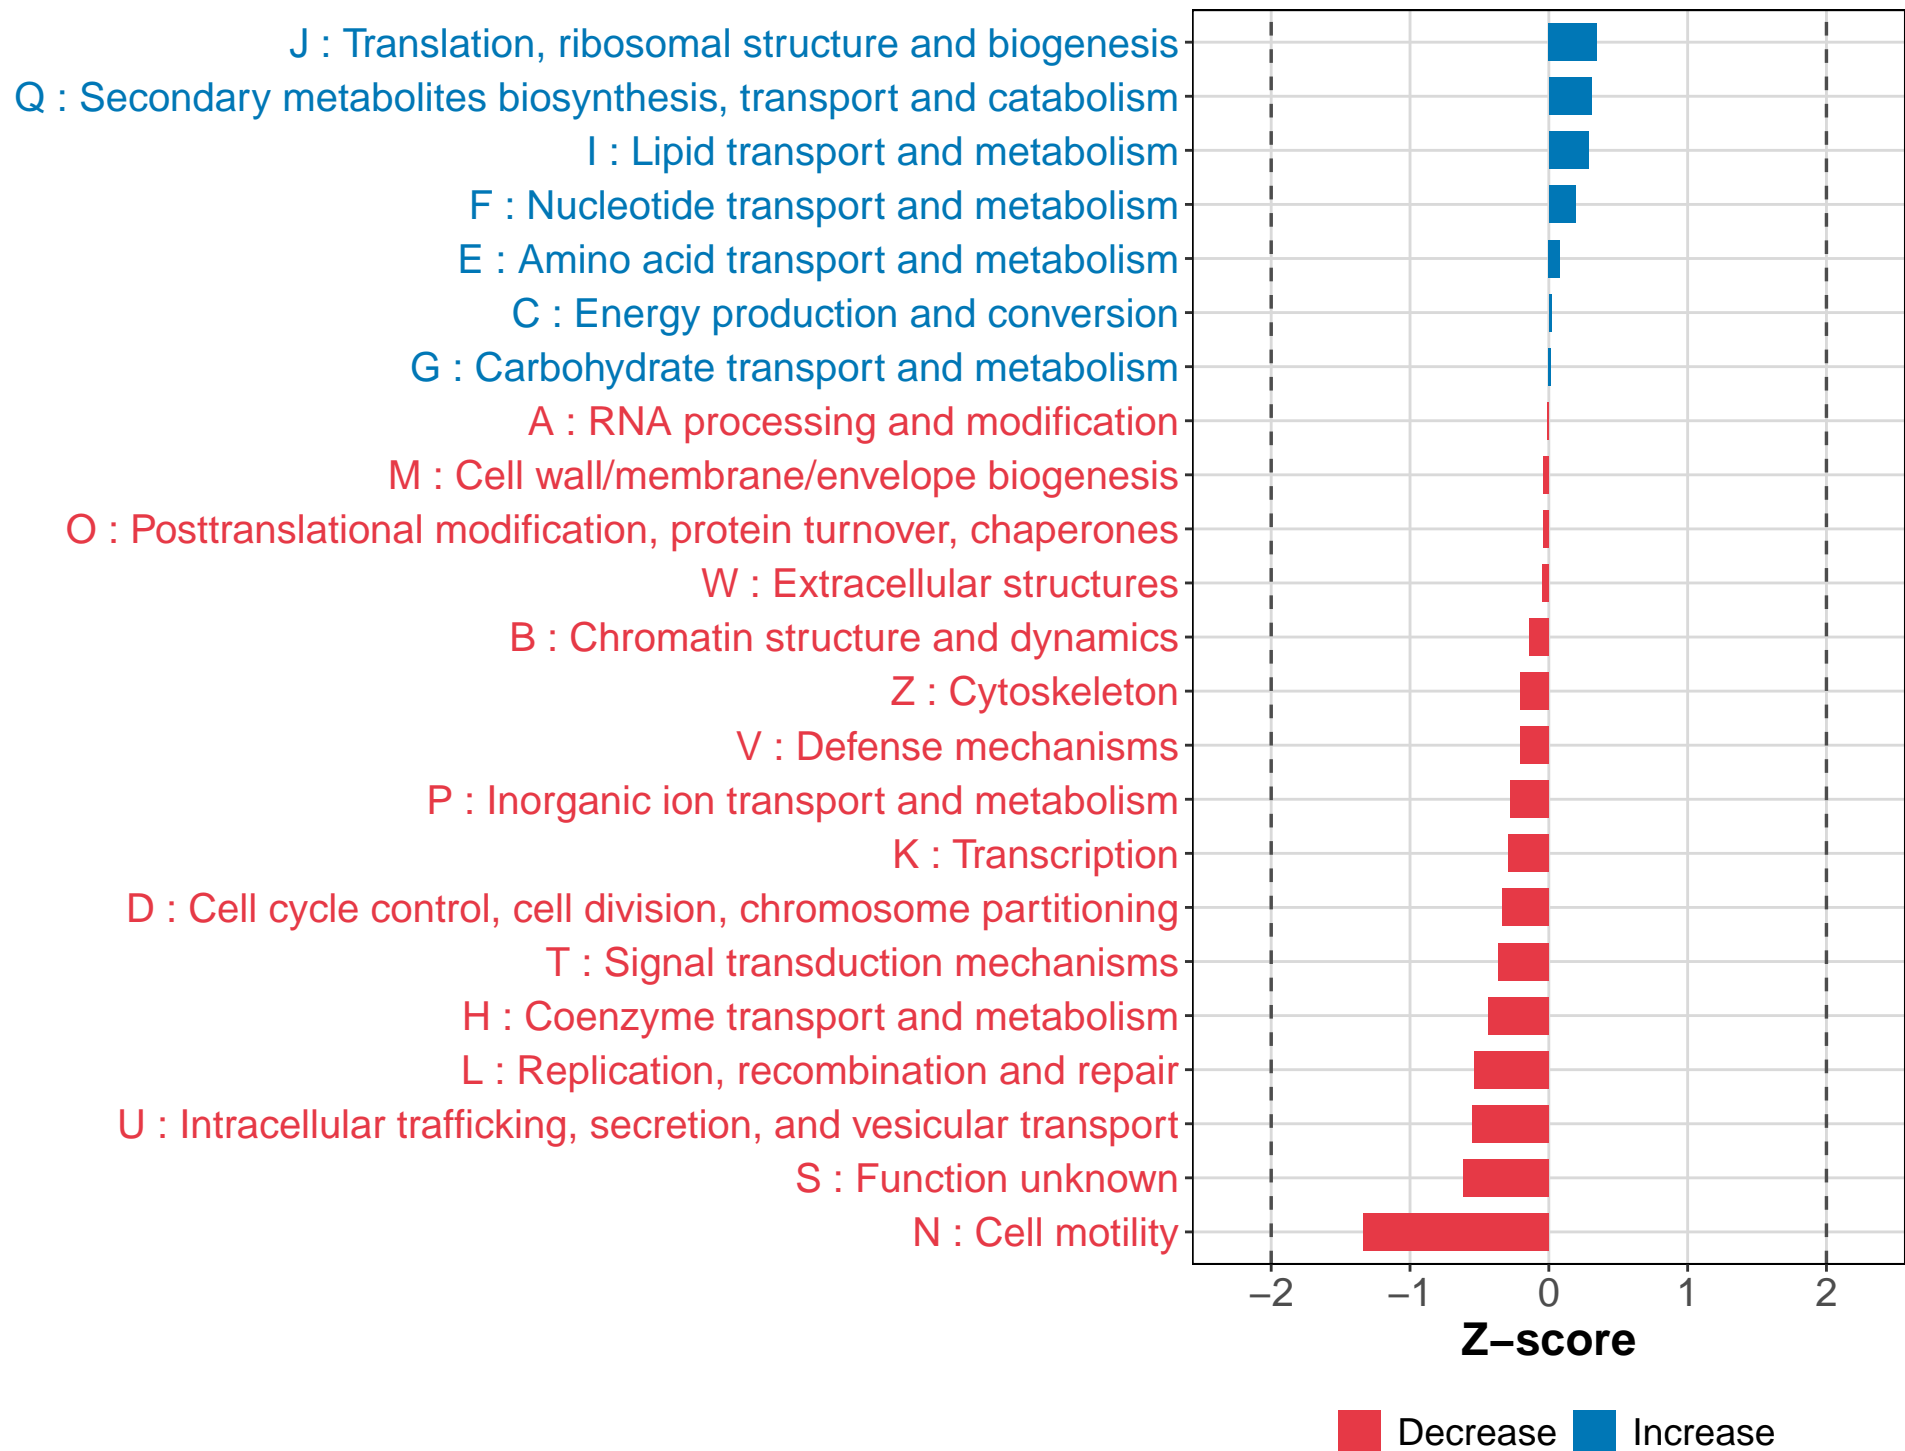 J : Translation, ribosomal structure and biogenesis
Q : Secondary metabolites biosynthesis, transport and catabolism
I : Lipid transport and metabolism
F : Nucleotide transport and metabolism
E : Amino acid transport and metabolism
C : Energy production and conversion
G : Carbohydrate transport and metabolism
A : RNA processing and modification
M : Cell wall/membrane/envelope biogenesis
O : Posttranslational modification, protein turnover, chaperones
W : Extracellular structures
B : Chromatin structure and dynamics
Z : Cytoskeleton
V : Defense mechanisms
P : Inorganic ion transport and metabolism
K : Transcription
D : Cell cycle control, cell division, chromosome partitioning
T : Signal transduction mechanisms
H : Coenzyme transport and metabolism
L : Replication, recombination and repair
U : Intracellular trafficking, secretion, and vesicular transport
S : Function unknown
N : Cell motility
−2 −1 0 1 2
Z−score
Decrease Increase